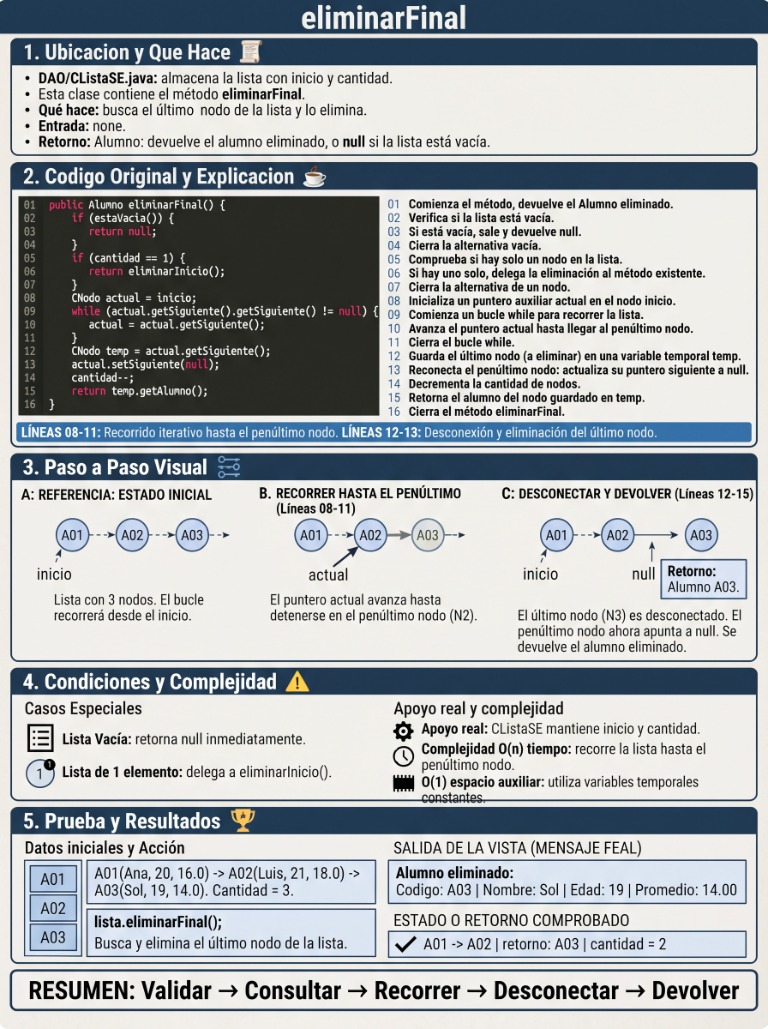 eliminarFinal
1. Ubicacion y Que Hace
• DAO/CListaSE.java: almacena la lista con inicio y cantidad.
• Esta clase contiene el método eliminarFinal.
• Qué hace: busca el último nodo de la lista y lo elimina.
• Entrada: none.
• Retorno: Alumno: devuelve el alumno eliminado, o null si la lista está vacía.
2. Codigo Original y Explicacion
01 public Alumno eliminarFinal() {
02 if (estaVacia()) {
03 return null;
04 }
05 if (cantidad == 1) {
06 return eliminarInicio();
07 }
08 CNodo actual = inicio;
09 while (actual.getSiguiente().getSiguiente() != null) {
10 actual = actual.getSiguiente();
11 }
12 CNodo temp = actual.getSiguiente();
13 actual.setSiguiente(null);
14 cantidad--;
15 return temp.getAlumno();
16 }
01 Comienza el método, devuelve el Alumno eliminado.
02 Verifica si la lista está vacía.
03 Si está vacía, sale y devuelve null.
04 Cierra la alternativa vacía.
05 Comprueba si hay solo un nodo en la lista.
06 Si hay uno solo, delega la eliminación al método existente.
07 Cierra la alternativa de un nodo.
08 Inicializa un puntero auxiliar actual en el nodo inicio.
09 Comienza un bucle while para recorrer la lista.
10 Avanza el puntero actual hasta llegar al penúltimo nodo.
11 Cierra el bucle while.
12 Guarda el último nodo (a eliminar) en una variable temporal temp.
13 Reconecta el penúltimo nodo: actualiza su puntero siguiente a null.
14 Decrementa la cantidad de nodos.
15 Retorna el alumno del nodo guardado en temp.
16 Cierra el método eliminarFinal.
LÍNEAS 08-11: Recorrido iterativo hasta el penúltimo nodo. LÍNEAS 12-13: Desconexión y eliminación del último nodo.
3. Paso a Paso Visual
A: REFERENCIA: ESTADO INICIAL
A01 A02 A03
inicio
Lista con 3 nodos. El bucle
recorrerá desde el inicio.
B. RECORRER HASTA EL PENÚLTIMO
(Líneas 08-11)
A01 A02 A03
actual
El puntero actual avanza hasta
detenerse en el penúltimo nodo (N2).
C: DESCONECTAR Y DEVOLVER (Líneas 12-15)
A01 A02 A03
inicio null
Retorno:
Alumno A03.
El último nodo (N3) es desconectado. El
penúltimo nodo ahora apunta a null. Se
devuelve el alumno eliminado.
4. Condiciones y Complejidad
Casos Especiales
Lista Vacía: retorna null inmediatamente.
1 1
Lista de 1 elemento: delega a eliminarInicio().
Apoyo real y complejidad
Apoyo real: CListaSE mantiene inicio y cantidad.
Complejidad O(n) tiempo: recorre la lista hasta el
penúltimo nodo.
O(1) espacio auxiliar: utiliza variables temporales
constantes.
5. Prueba y Resultados
Datos iniciales y Acción
A01
A02
A03
A01(Ana, 20, 16.0) -> A02(Luis, 21, 18.0) ->
A03(Sol, 19, 14.0). Cantidad = 3.
lista.eliminarFinal();
Busca y elimina el último nodo de la lista.
SALIDA DE LA VISTA (MENSAJE FEAL)
Alumno eliminado:
Codigo: A03 | Nombre: Sol | Edad: 19 | Promedio: 14.00
ESTADO O RETORNO COMPROBADO
A01 -> A02 | retorno: A03 | cantidad = 2
RESUMEN: Validar → Consultar → Recorrer → Desconectar → Devolver